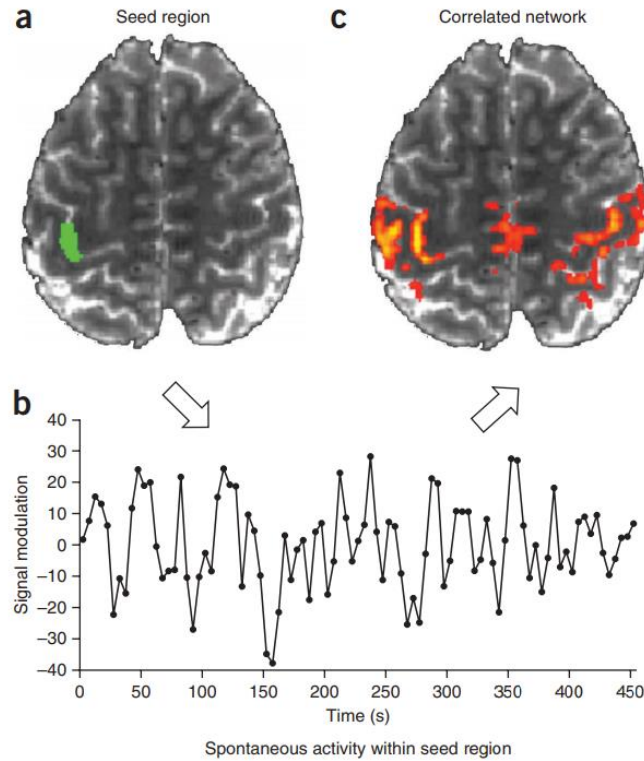 a
Seed region
c
Correlated network
b
40
30
20
10
0
–10
–20
–30
–40
Signal modulation
0
50
100
150
200
250
300
350
400
450
Time (s)
Spontaneous activity within seed region